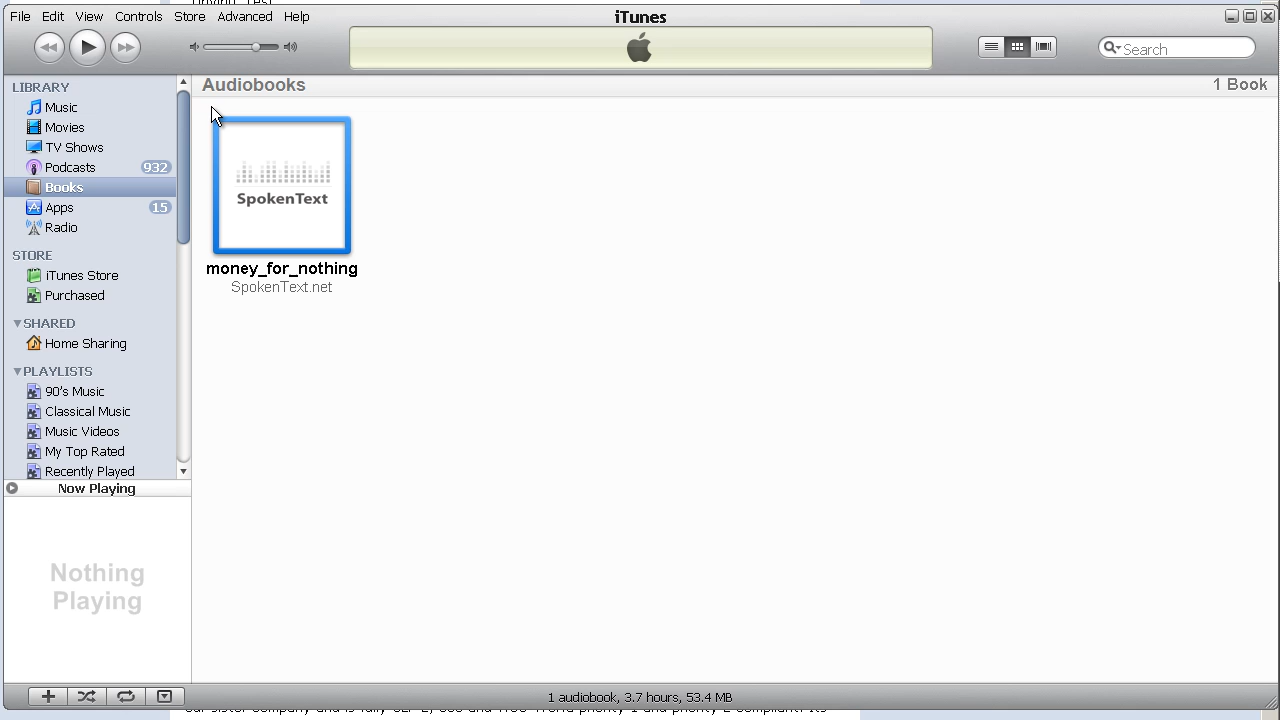 File Edit View Controls Store Advanced Help
iTunes
Search
LIBRARY
Music
Movies
TV Shows
Podcasts 932
Books
Apps 15
Radio
STORE
iTunes Store
Purchased
SHARED
Home Sharing
PLAYLISTS
90's Music
Classical Music
Music Videos
My Top Rated
Recently Played
Now Playing
Nothing
Playing
Audiobooks
1 Book
SpokenText
money_for_nothing
SpokenText.net
1 audiobook, 3.7 hours, 53.4 MB